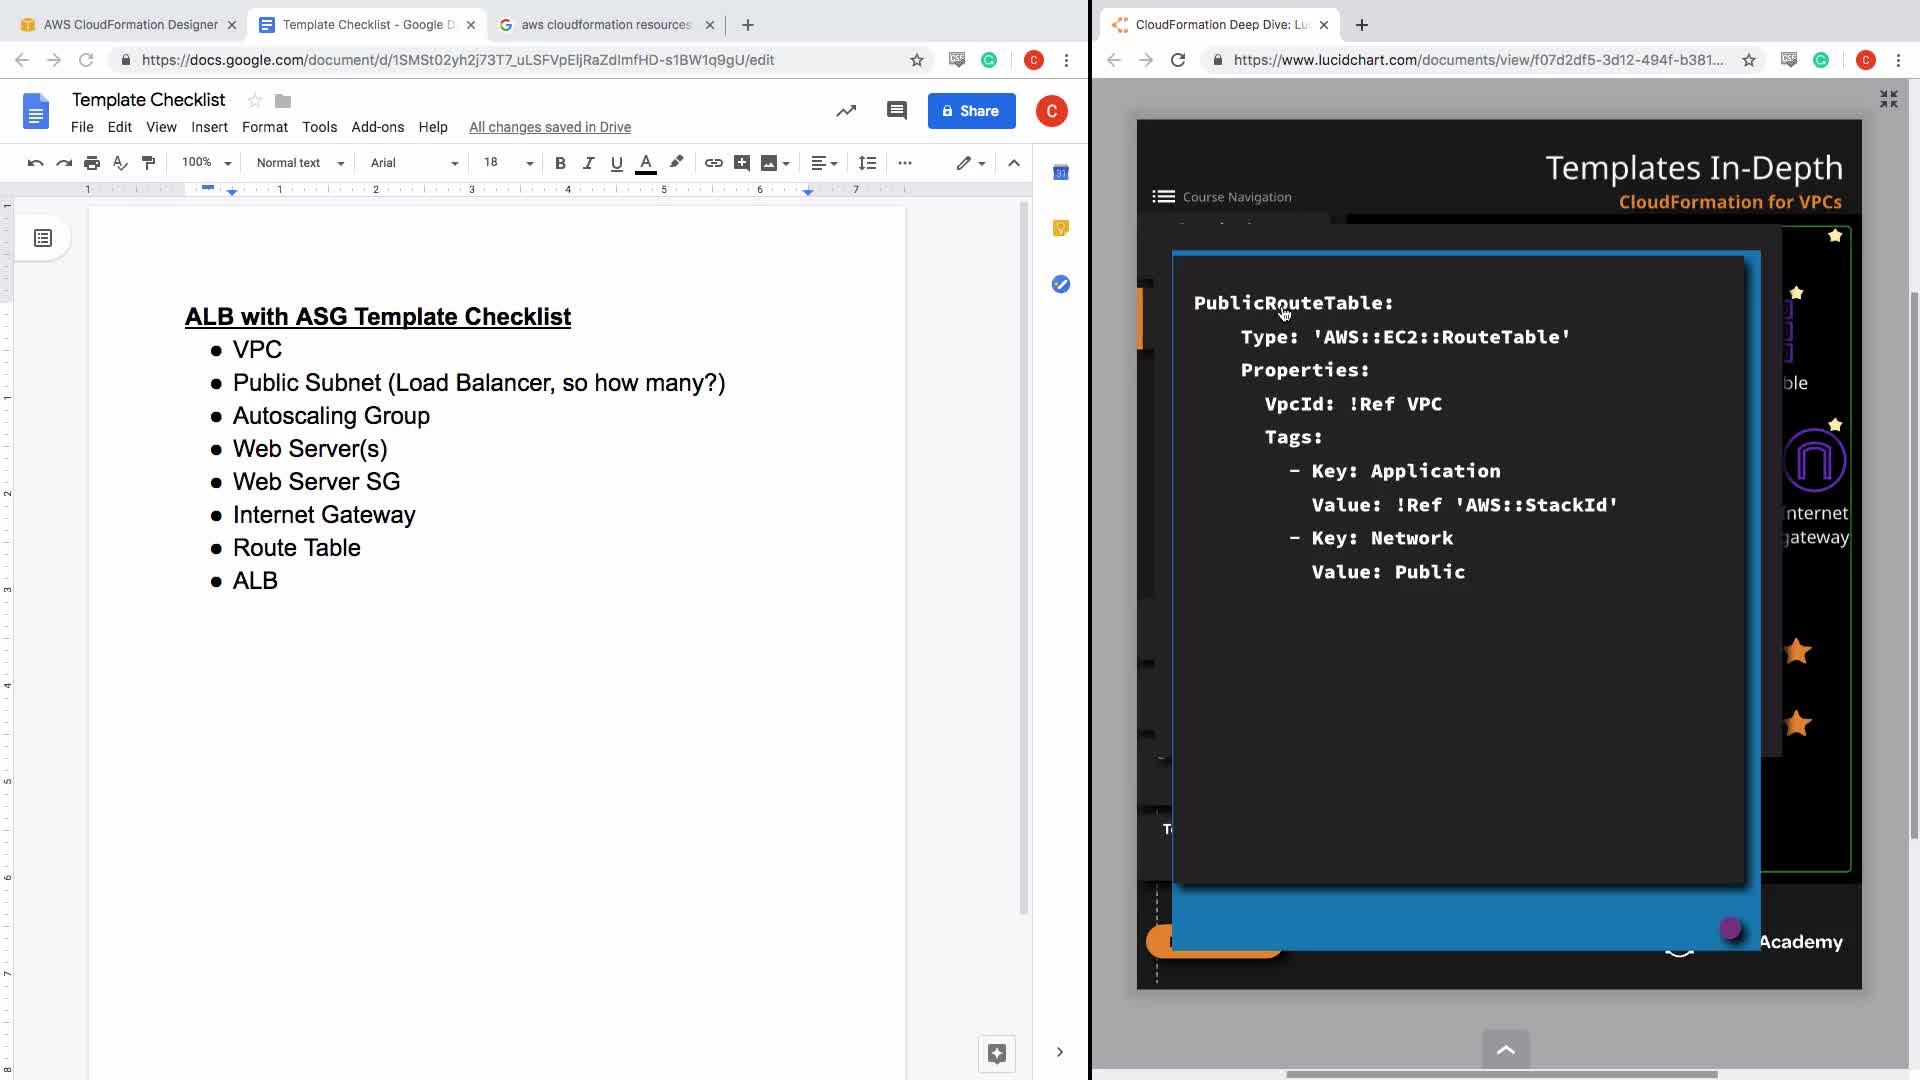 AWS CloudFormation Designer
Template Checklist - Google D
aws cloudformation resources
CloudFormation Deep Dive: Lu
https://docs.google.com/document/d/1SMSt02yh2j73T7_uLSFVpEljRaZdImfHD-s1BW1q9gU/edit
https://www.lucidchart.com/documents/view/f07d2df5-3d12-494f-b381...
Template Checklist
File Edit View Insert Format Tools Add-ons Help All changes saved in Drive
Share
C
100% Normal text Arial 18
ALB with ASG Template Checklist
● VPC
● Public Subnet (Load Balancer, so how many?)
● Autoscaling Group
● Web Server(s)
● Web Server SG
● Internet Gateway
● Route Table
● ALB
Templates In-Depth
CloudFormation for VPCs
Course Navigation
PublicRouteTable:
Type: 'AWS::EC2::RouteTable'
Properties:
VpcId: !Ref VPC
Tags:
- Key: Application
Value: !Ref 'AWS::StackId'
- Key: Network
Value: Public
ble
nternet
gateway
Academy